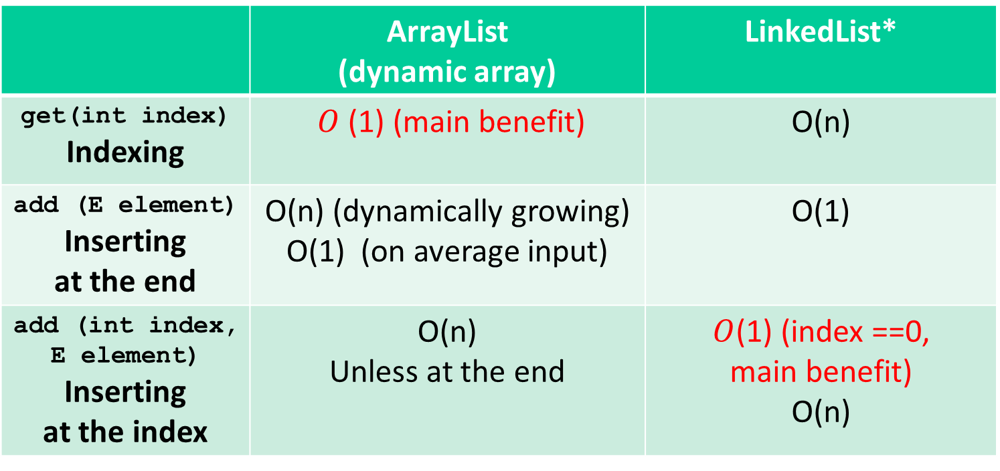 ArrayList
(dynamic array)
LinkedList*
get(int index)
Indexing
O (1) (main benefit)
O(n)
add (E element)
Inserting
at the end
O(n) (dynamically growing)
O(1) (on average input)
O(1)
add (int index,
E element)
Inserting
at the index
O(n)
Unless at the end
O(1) (index ==0,
main benefit)
O(n)